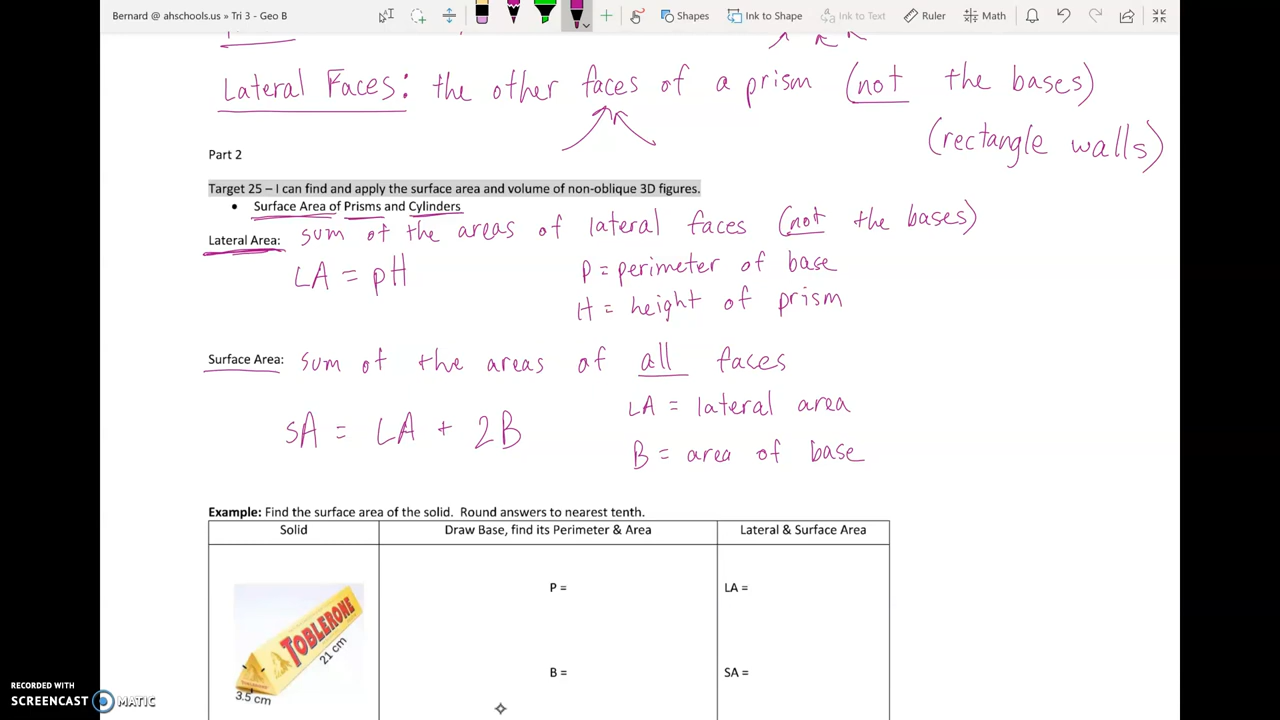 Bernard @ ahschools.us » Tri 3 - Geo B
Shapes
Ink to Shape
Ink to Text
Ruler
Math
Lateral Faces: the other faces of a prism (not the bases)
(rectangle walls)
Part 2
Target 25 – I can find and apply the surface area and volume of non-oblique 3D figures.
• Surface Area of Prisms and Cylinders
Lateral Area: sum of the areas of lateral faces (not the bases)
LA = pH
P = perimeter of base
H = height of prism
Surface Area: sum of the areas of all faces
SA = LA + 2B
LA = lateral area
B = area of base
Example: Find the surface area of the solid. Round answers to nearest tenth.
Solid
Draw Base, find its Perimeter & Area
Lateral & Surface Area
P =
LA =
TOBLERONE
21 cm
3.5 cm
B =
SA =
RECORDED WITH
SCREENCAST MATIC